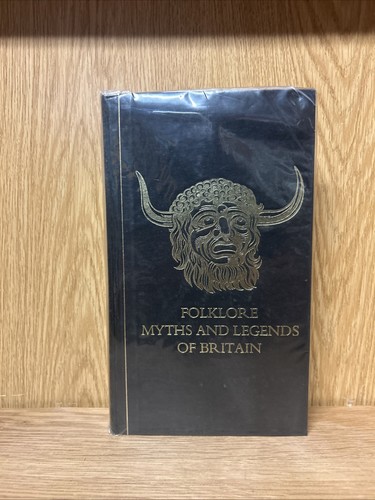 FOLKLORE
MYTHS AND LEGENDS
OF BRITAIN